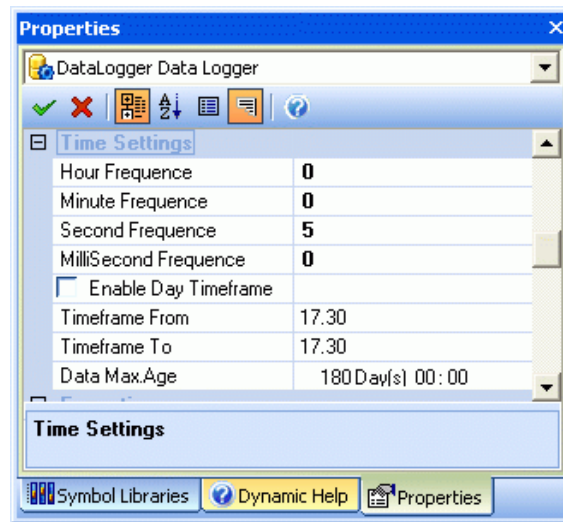 Properties
DataLogger Data Logger
Time Settings
Hour Frequence 0
Minute Frequence 0
Second Frequence 5
MilliSecond Frequence 0
Enable Day Timeframe
Timeframe From 17.30
Timeframe To 17.30
Data Max.Age 180 Day(s) 00:00
Time Settings
Symbol Libraries Dynamic Help Properties